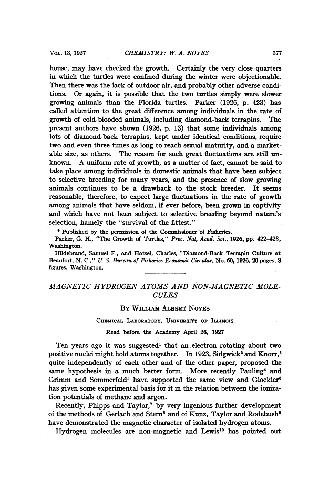 VOL. 13, 1927 CHEMISTRY: W. A. NOYES 377
house, may have checked the growth. Certainly the very close quarters
in which the turtles were confined during the winter were objectionable.
Then there was the lack of outdoor air, and probably other adverse condi-
tions. Or again, it is possible that the two turtles simply were slower
growing animals than the Florida turtles. Parker (1926, p. 423) has
called attention to the great difference among individuals in the rate of
growth of cold-blooded animals, including diamond-back terrapins. The
present authors have shown (1926, p. 13) that some individuals among
lots of diamond-back terrapins, kept under identical conditions, require
two and even three times as long to reach sexual maturity, and a market-
able size, as others. The reason for such great fluctuations are still un-
known. A uniform rate of growth, as a matter of fact, cannot be said to
take place among individuals in domestic animals that have been subject
to selective breeding for many years, and the presence of slow growing
animals continues to be a drawback to the stock breeder. It seems
reasonable, therefore, to expect large fluctuations in the rate of growth
among animals that have seldom, if ever before, been grown in captivity
and which have not been subject to selective breeding beyond nature's
selection, namely the "survival of the fittest."
* Published by the permission of the Commissioner of Fisheries.
Parker, G. H., "The Growth of Turtles," Proc. Nat. Acad. Sci., 1926, pp. 422–428,
Washington.
Hildebrand, Samuel F., and Hatsel, Charles, "Diamond-Back Terrapin Culture at
Beaufort, N. C.," U. S. Bureau of Fisheries Economic Circular, No. 60, 1926, 20 pages, 8
figures, Washington.
MAGNETIC HYDROGEN ATOMS AND NON-MAGNETIC MOLE-
CULES
BY WILLIAM ALBERT NOYES
CHEMICAL LABORATORY, UNIVERSITY OF ILLINOIS
Read before the Academy April 26, 1927
Ten years ago it was suggested¹ that an electron rotating about two
positive nuclei might hold atoms together. In 1923, Sidgwick² and Knorr,³
quite independently of each other and of the other paper, proposed the
same hypothesis in a much better form. More recently Pauling⁴ and
Grimm and Sommerfeld⁵ have supported the same view and Glockler⁶
has given some experimental basis for it in the relation between the ioniza-
tion potentials of methane and argon.
Recently, Phipps and Taylor,⁷ by very ingenious further development
of the methods of Gerlach and Stern⁸ and of Kunz, Taylor and Rodebush⁹
have demonstrated the magnetic character of isolated hydrogen atoms.
Hydrogen molecules are non-magnetic and Lewis¹⁰ has pointed out